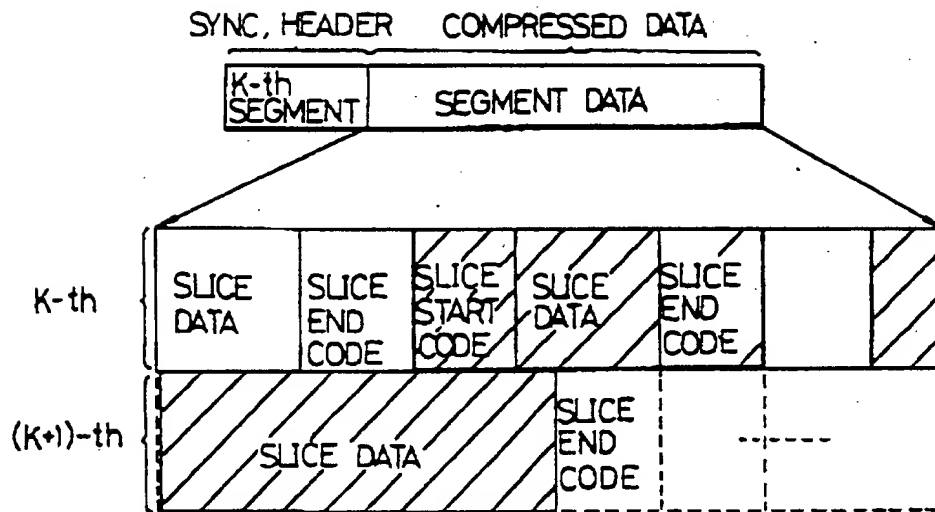 SYNC, HEADER COMPRESSED DATA
K-th
SEGMENT
SEGMENT DATA
K-th
SLICE
DATA
SLICE
END
CODE
SLICE
START
CODE
SLICE
DATA
SLICE
END
CODE
(K+1)-th
SLICE DATA
SLICE
END
CODE